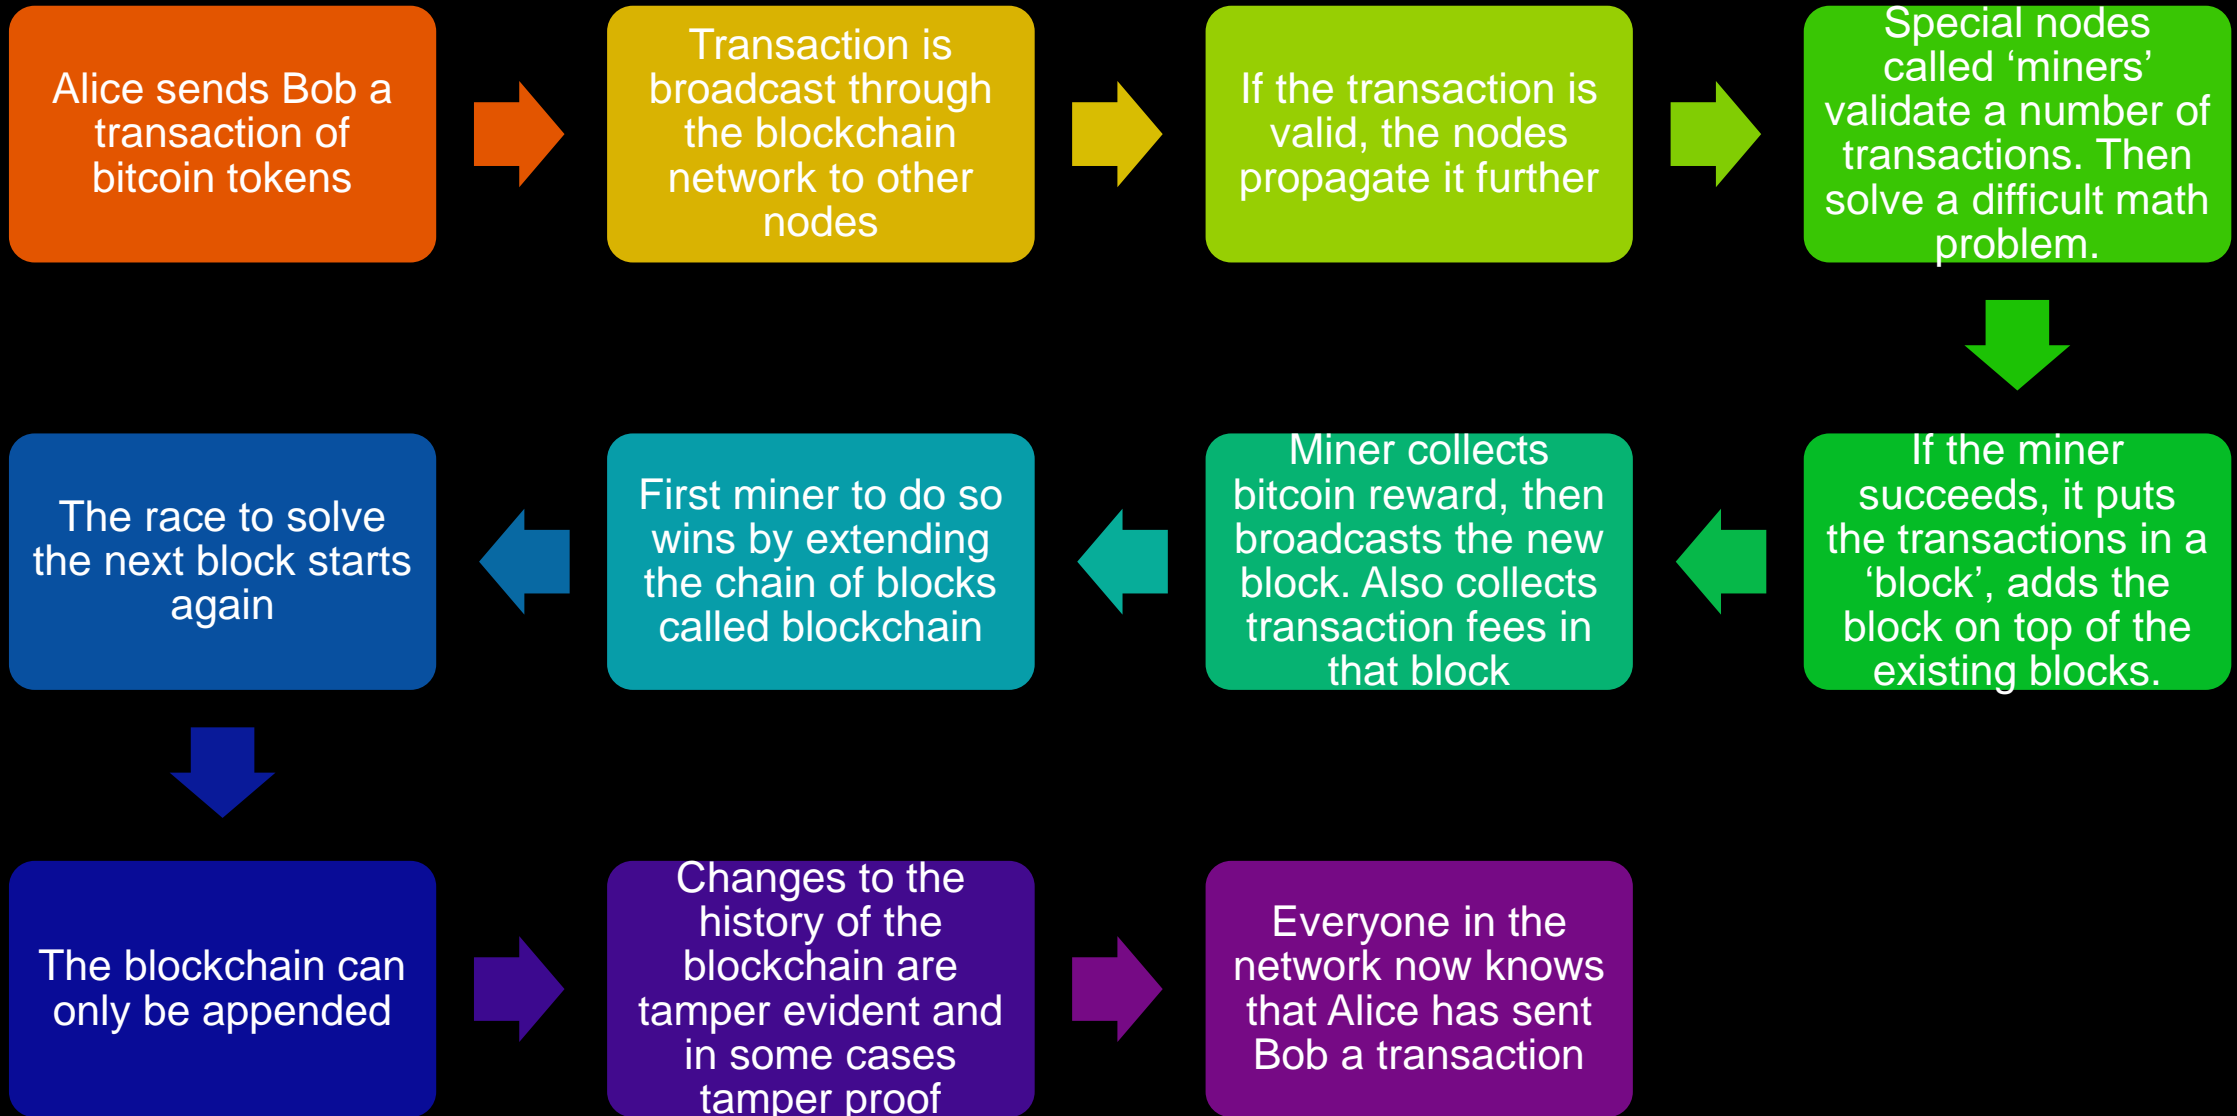 Alice sends Bob a
transaction of
bitcoin tokens
Transaction is
broadcast through
the blockchain
network to other
nodes
If the transaction is
valid, the nodes
propagate it further
Special nodes
called ‘miners’
validate a number of
transactions. Then
solve a difficult math
problem.
If the miner
succeeds, it puts
the transactions in a
‘block’, adds the
block on top of the
existing blocks.
Miner collects
bitcoin reward, then
broadcasts the new
block. Also collects
transaction fees in
that block
First miner to do so
wins by extending
the chain of blocks
called blockchain
The race to solve
the next block starts
again
The blockchain can
only be appended
Changes to the
history of the
blockchain are
tamper evident and
in some cases
tamper proof
Everyone in the
network now knows
that Alice has sent
Bob a transaction